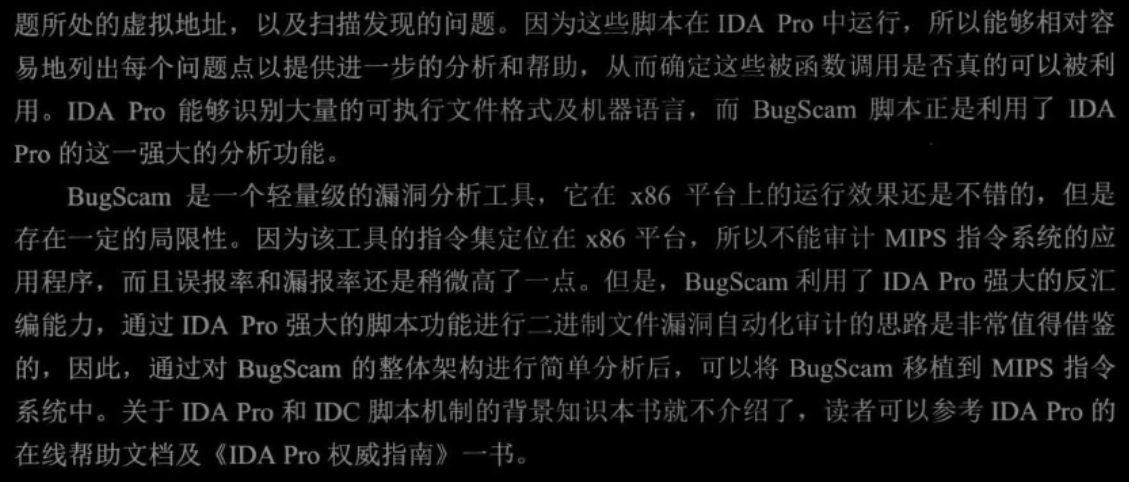 题所处的虚拟地址，以及扫描发现的问题。因为这些脚本在 IDA Pro 中运行，所以能够相对容
易地列出每个问题点以提供进一步的分析和帮助，从而确定这些被函数调用是否真的可以被利
用。IDA Pro 能够识别大量的可执行文件格式及机器语言，而 BugScam 脚本正是利用了 IDA
Pro 的这一强大的分析功能。
BugScam 是一个轻量级的漏洞分析工具，它在 x86 平台上的运行效果还是不错的，但是
存在一定的局限性。因为该工具的指令集定位在 x86 平台，所以不能审计 MIPS 指令系统的应
用程序，而且误报率和漏报率还是稍微高了一点。但是，BugScam 利用了 IDA Pro 强大的反汇
编能力，通过 IDA Pro 强大的脚本功能进行二进制文件漏洞自动化审计的思路是非常值得借鉴
的，因此，通过对 BugScam 的整体架构进行简单分析后，可以将 BugScam 移植到 MIPS 指令
系统中。关于 IDA Pro 和 IDC 脚本机制的背景知识本书就不介绍了，读者可以参考 IDA Pro 的
在线帮助文档及《IDA Pro 权威指南》一书。